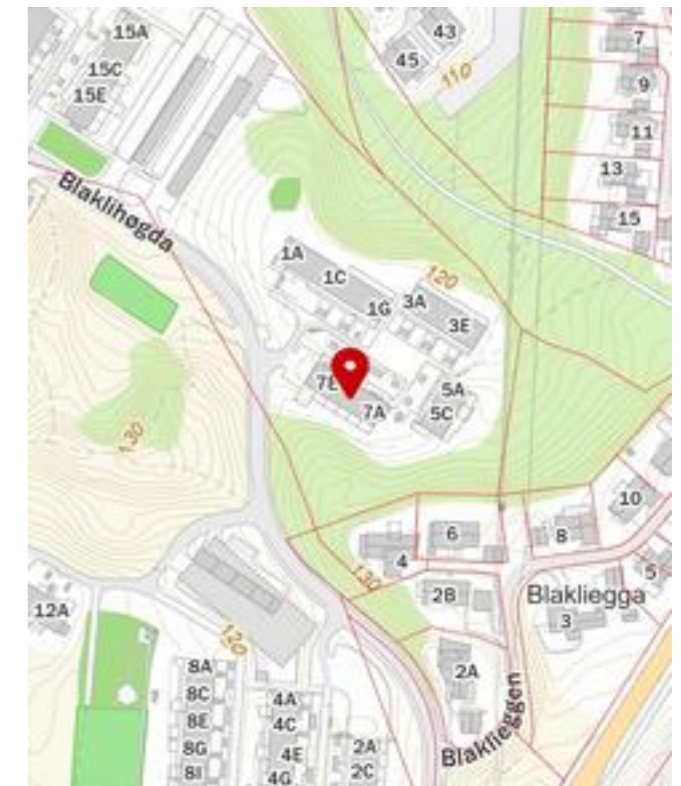 15A
43
7
45
15C
110
9
15E
11
13
Blaklihøgda
15
1A
1C
120
1G
3A
3E
7E
5A
7A
5C
130
10
6
8
4
130
5
2B
Blakliegga
12A
3
120
8A
2A
8C
4A
8E
4C
Blaklieggen
8G
4E
2A
8I
4G
2C